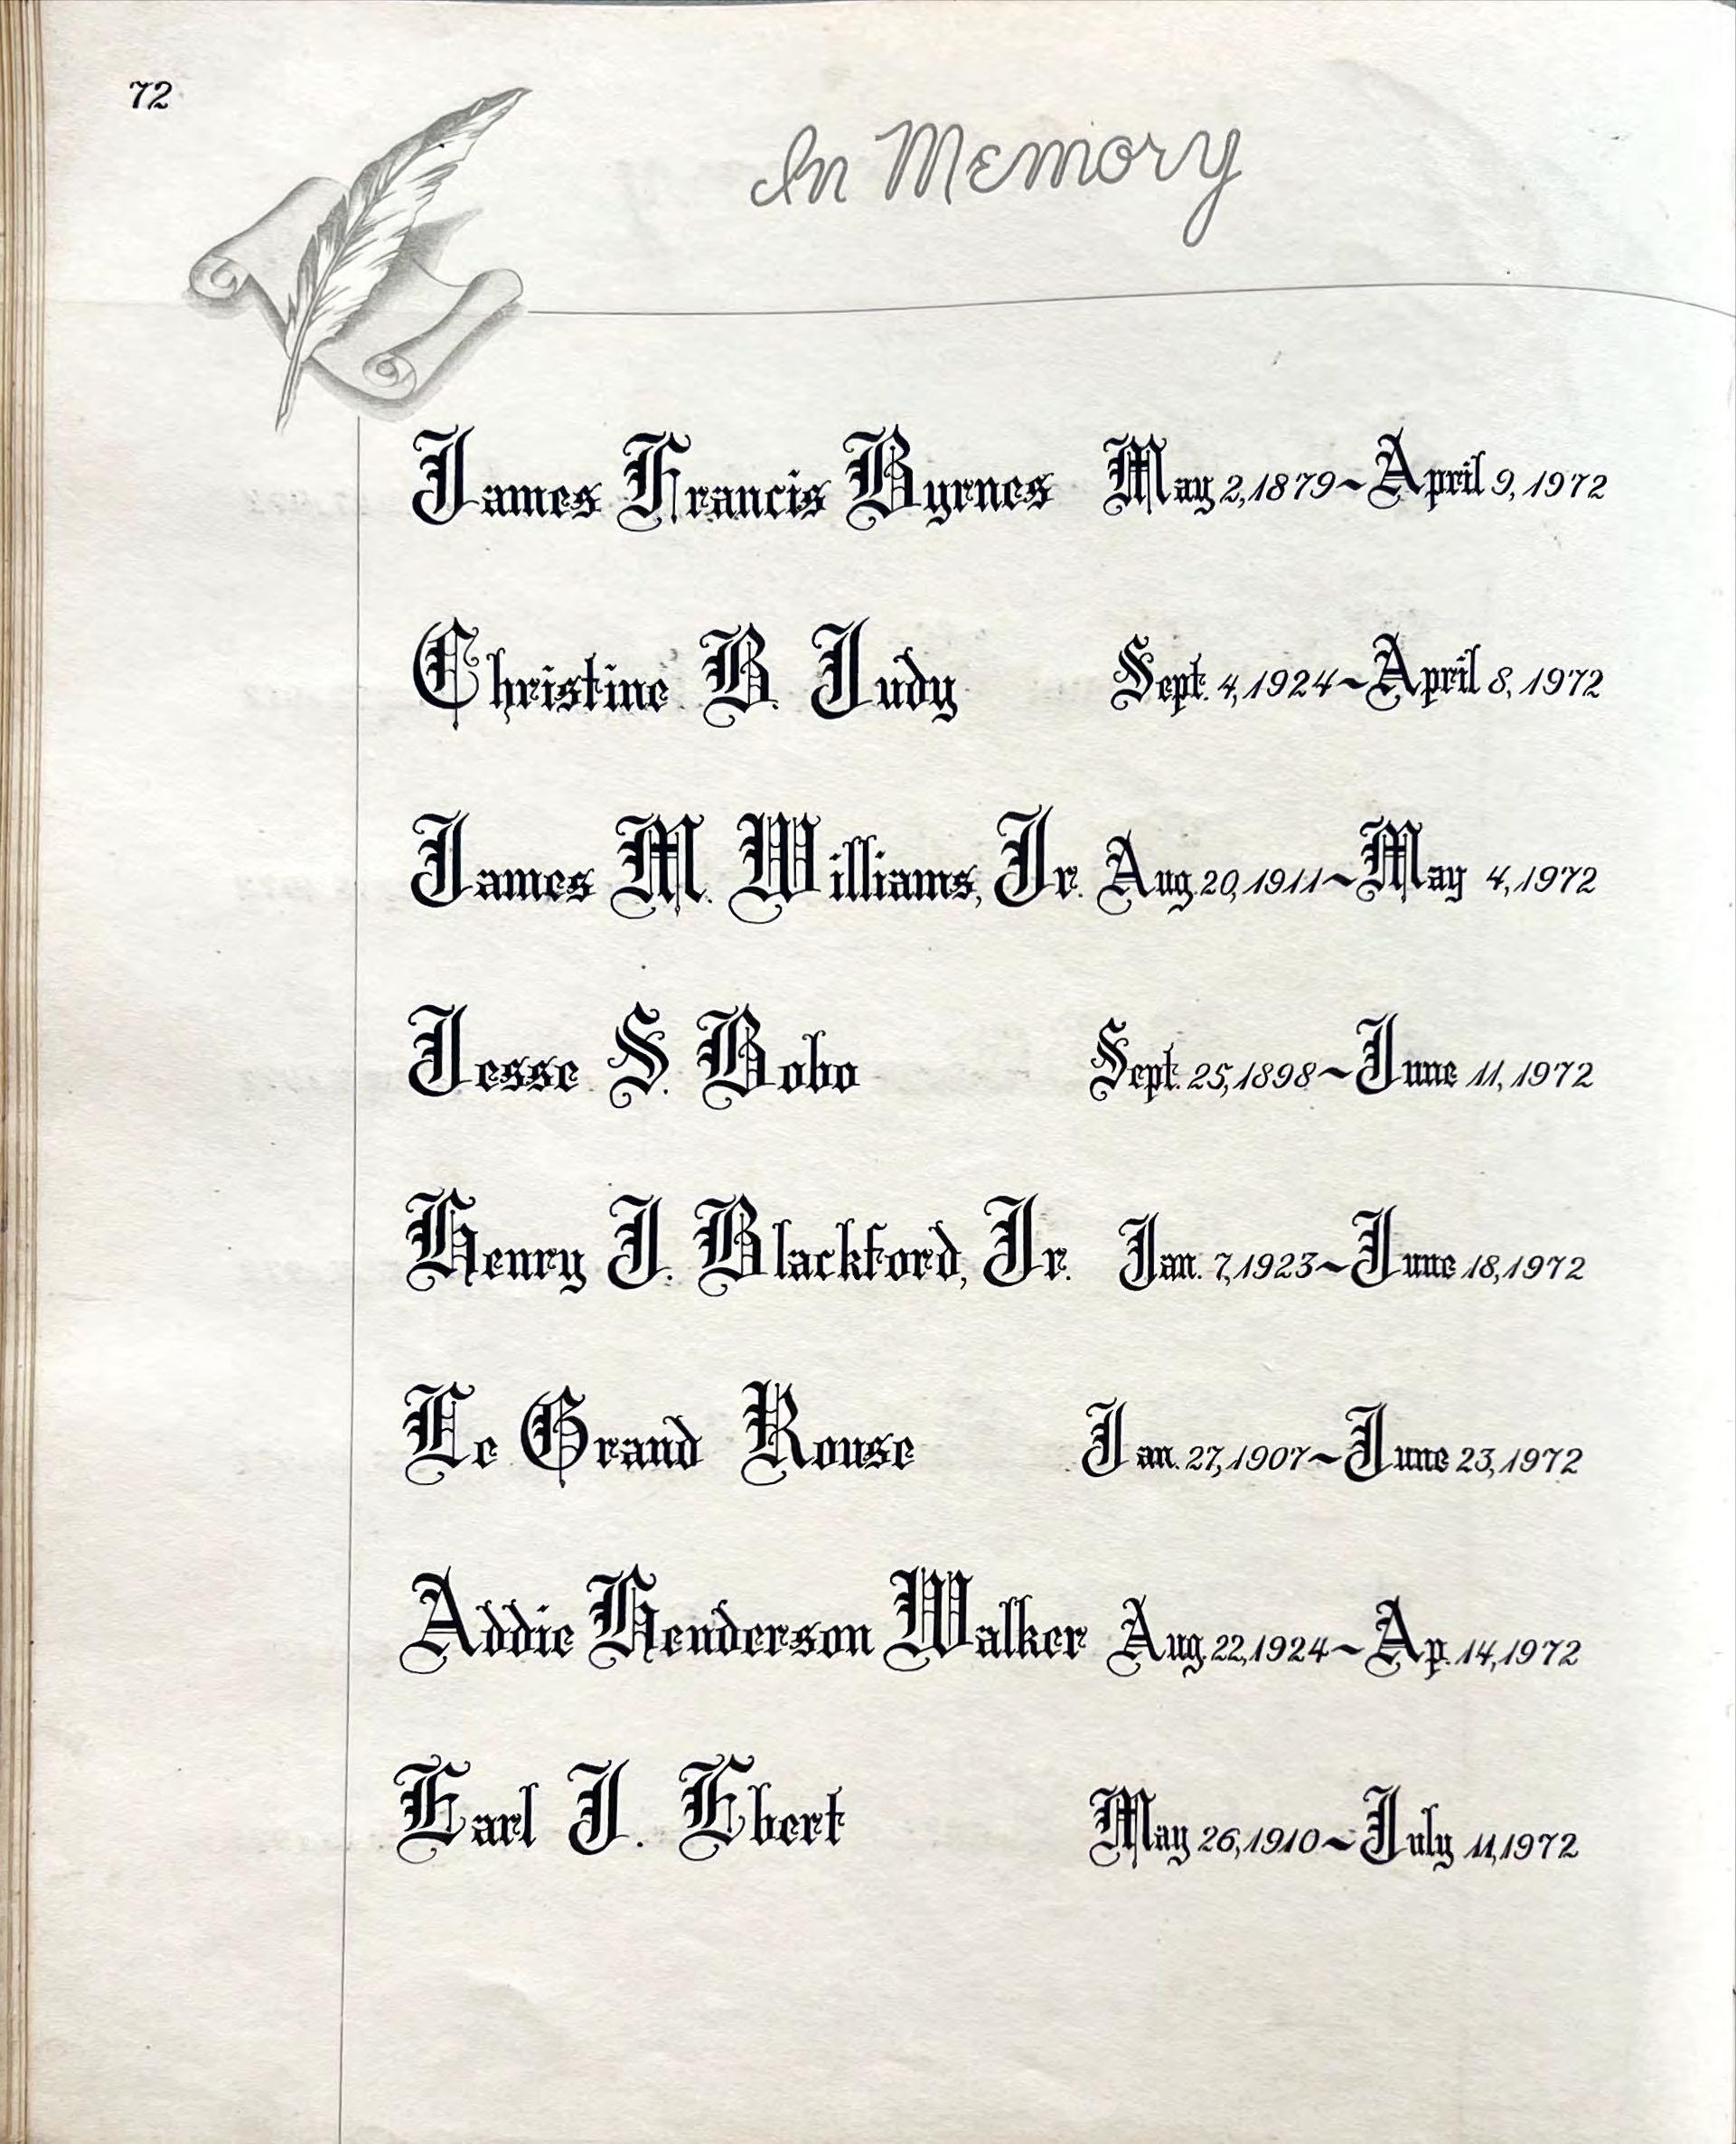 72
In Memory
James Francis Byrnes May 2, 1879~April 9, 1972
Christine B. Judy Sept. 4, 1924~April 8, 1972
James M. Williams, Jr. Aug. 20, 1911~May 4, 1972
Jesse S. Bobo Sept. 25, 1898~June 11, 1972
Henry J. Blackford, Jr. Jan. 7, 1923~June 18, 1972
Le Grand Rouse Jan. 27, 1907~June 23, 1972
Addie Henderson Walker Aug. 22, 1924~Ap. 14, 1972
Earl J. Ebert May 26, 1910~July 11, 1972